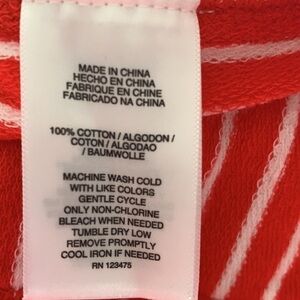 MADE IN CHINA
HECHO EN CHINA
FABRIQUE EN CHINE
FABRICADO NA CHINA
100% COTTON / ALGODON /
COTON / ALGODAO
/ BAUMWOLLE
MACHINE WASH COLD
WITH LIKE COLORS
GENTLE CYCLE
ONLY NON-CHLORINE
BLEACH WHEN NEEDED
TUMBLE DRY LOW
REMOVE PROMPTLY
COOL IRON IF NEEDED
RN 123475